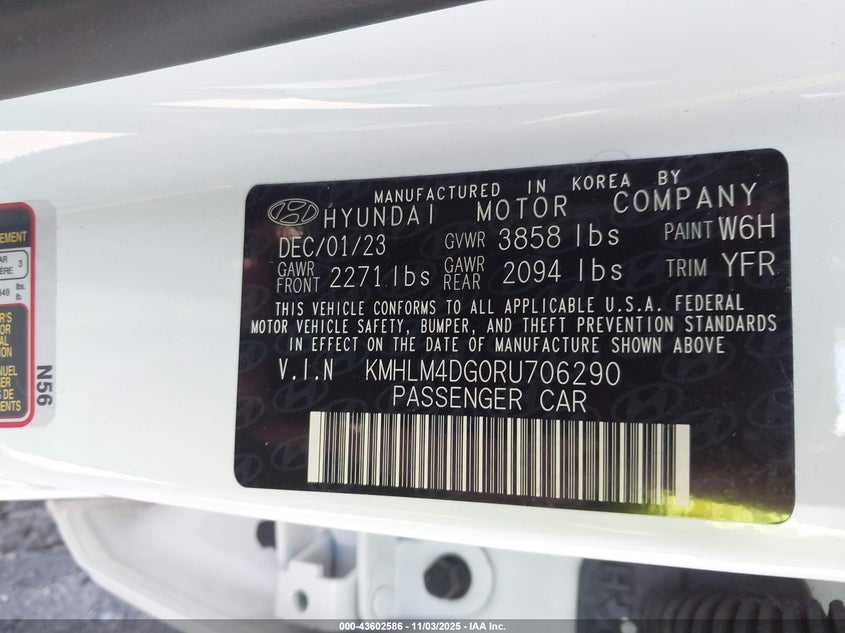 MANUFACTURED IN KOREA BY
HYUNDAI MOTOR COMPANY
DEC/01/23 GVWR 3858 lbs PAINT W6H
GAWR FRONT 2271 lbs GAWR REAR 2094 lbs TRIM YFR
THIS VEHICLE CONFORMS TO ALL APPLICABLE U.S.A. FEDERAL
MOTOR VEHICLE SAFETY, BUMPER, AND THEFT PREVENTION STANDARDS
IN EFFECT ON THE DATE OF MANUFACTURE SHOWN ABOVE
V.I.N KMHLM4DG0RU706290
PASSENGER CAR
EMENT
3
lbs.
N56
000-43602586 - 11/03/2025 - IAA Inc.